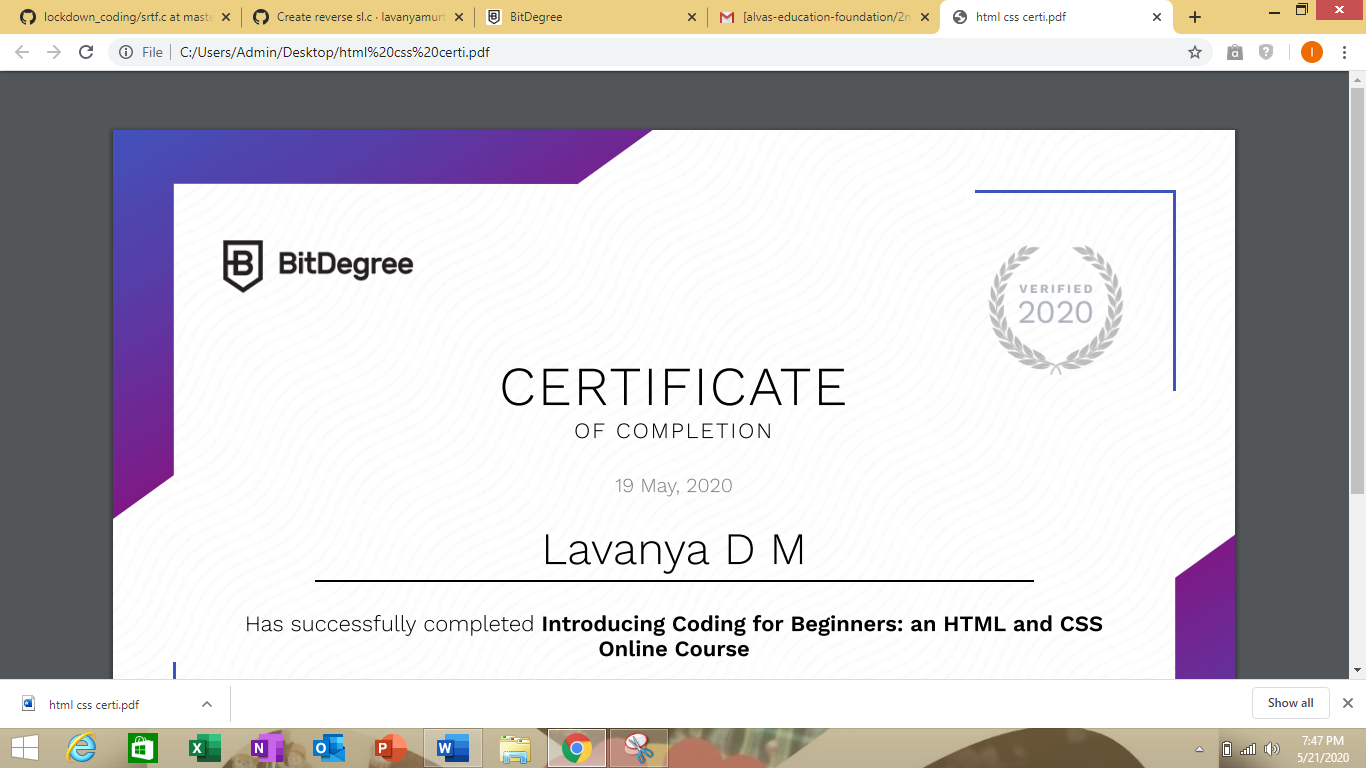 lockdown_coding/srtf.c at maste
Create reverse sl.c · lavanyamurt
BitDegree
[alvas-education-foundation/2n
html css certi.pdf
File
C:/Users/Admin/Desktop/html%20css%20certi.pdf
I
B BitDegree
VERIFIED
2020
CERTIFICATE
OF COMPLETION
19 May, 2020
Lavanya D M
Has successfully completed Introducing Coding for Beginners: an HTML and CSS
Online Course
html css certi.pdf
Show all
7:47 PM
5/21/2020